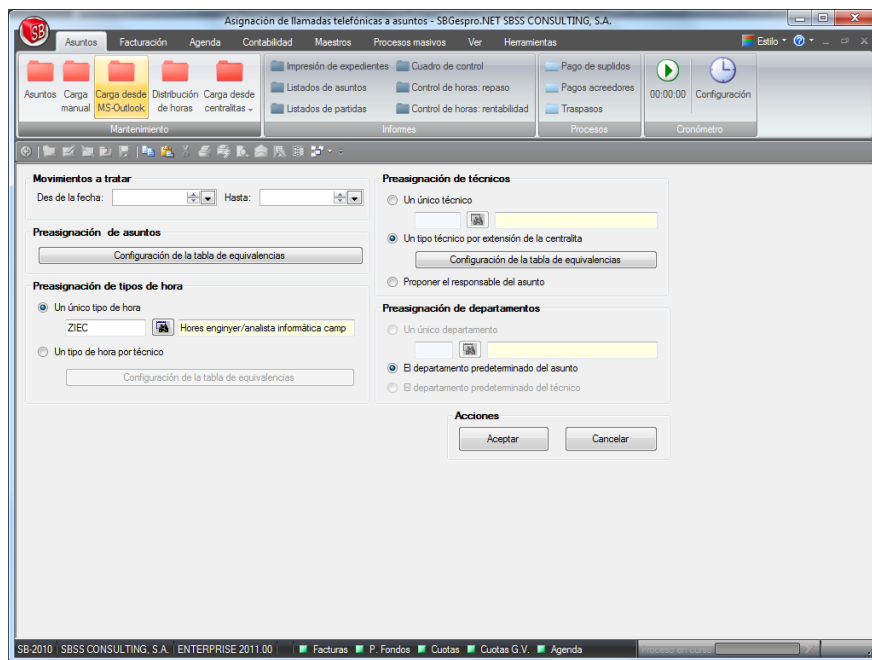 Asignación de llamadas telefónicas a asuntos - SBGespro.NET SBSS CONSULTING, S.A.
SB
Asuntos Facturación Agenda Contabilidad Maestros Procesos masivos Ver Herramientas Estilo
Impresión de expedientes Cuadro de control Pago de suplidos
Asuntos Carga manual Carga desde MS-Outlook Distribución de horas Carga desde centralitas
Listados de asuntos Control de horas: repaso Pagos acreedores 00:00:00 Configuración
Listados de partidas Control de horas: rentabilidad Traspasos
Mantenimiento Informes Procesos Cronómetro
Movimientos a tratar
Des de la fecha: Hasta:
Preasignación de asuntos
Configuración de la tabla de equivalencias
Preasignación de tipos de hora
Un único tipo de hora
ZIEC Hores enginyer/analista informàtica camp
Un tipo de hora por técnico
Configuración de la tabla de equivalencias
Preasignación de técnicos
Un único técnico
Un tipo técnico por extensión de la centralita
Configuración de la tabla de equivalencias
Proponer el responsable del asunto
Preasignación de departamentos
Un único departamento
El departamento predeterminado del asunto
El departamento predeterminado del técnico
Acciones
Aceptar Cancelar
SB-2010 SBSS CONSULTING, S.A. ENTERPRISE 2011.00 Facturas P. Fondos Cuotas Cuotas G.V. Agenda Proceso en curso